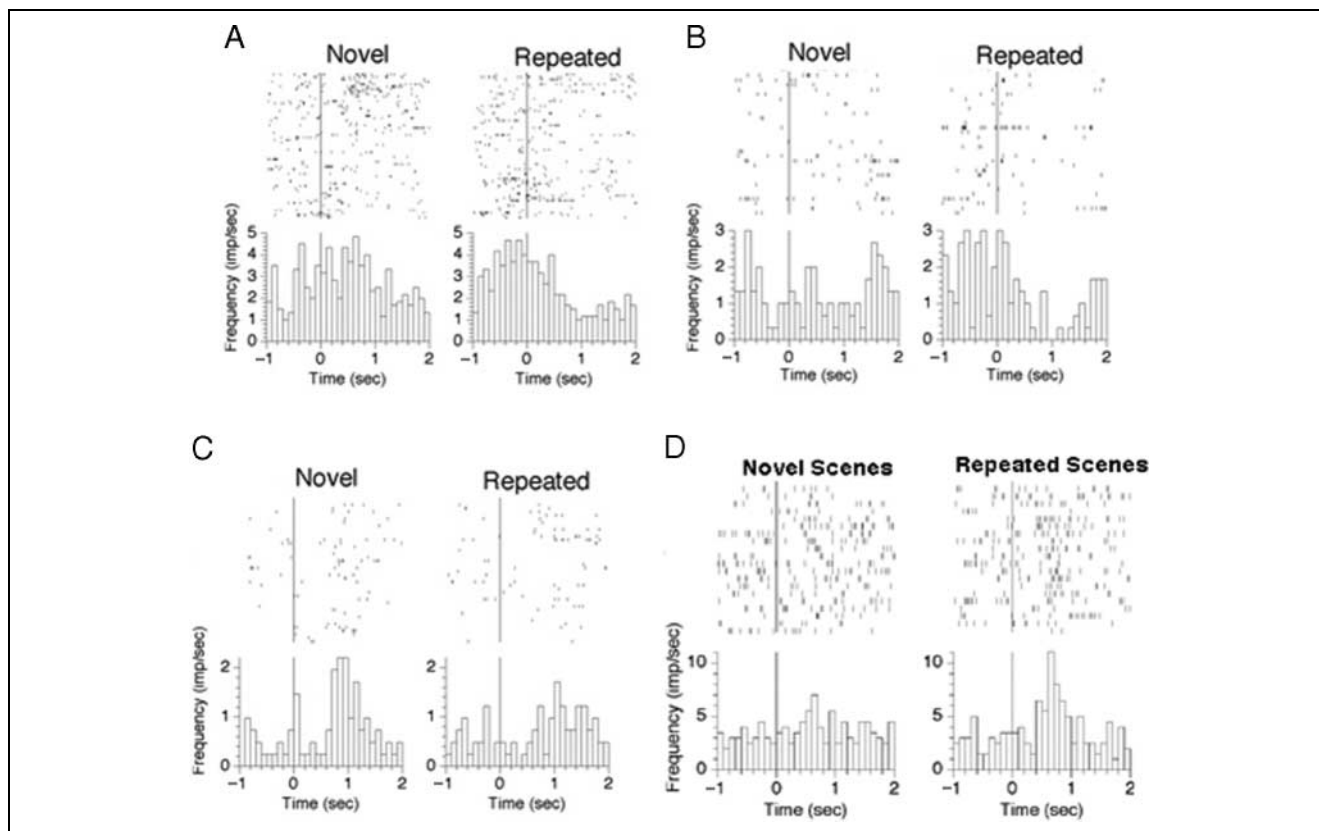 A
Novel
Repeated
Frequency (imp/sec)
5
4
3
2
1
0
5
4
3
2
1
0
−1 0 1 2
−1 0 1 2
Time (sec)
Time (sec)
B
Novel
Repeated
Frequency (imp/sec)
3
2
1
0
3
2
1
0
−1 0 1 2
−1 0 1 2
Time (sec)
Time (sec)
C
Novel
Repeated
Frequency (imp/sec)
2
1
0
2
1
0
−1 0 1 2
−1 0 1 2
Time (sec)
Time (sec)
D
Novel Scenes
Repeated Scenes
Frequency (imp/sec)
10
5
0
10
5
0
−1 0 1 2
−1 0 1 2
Time (sec)
Time (sec)